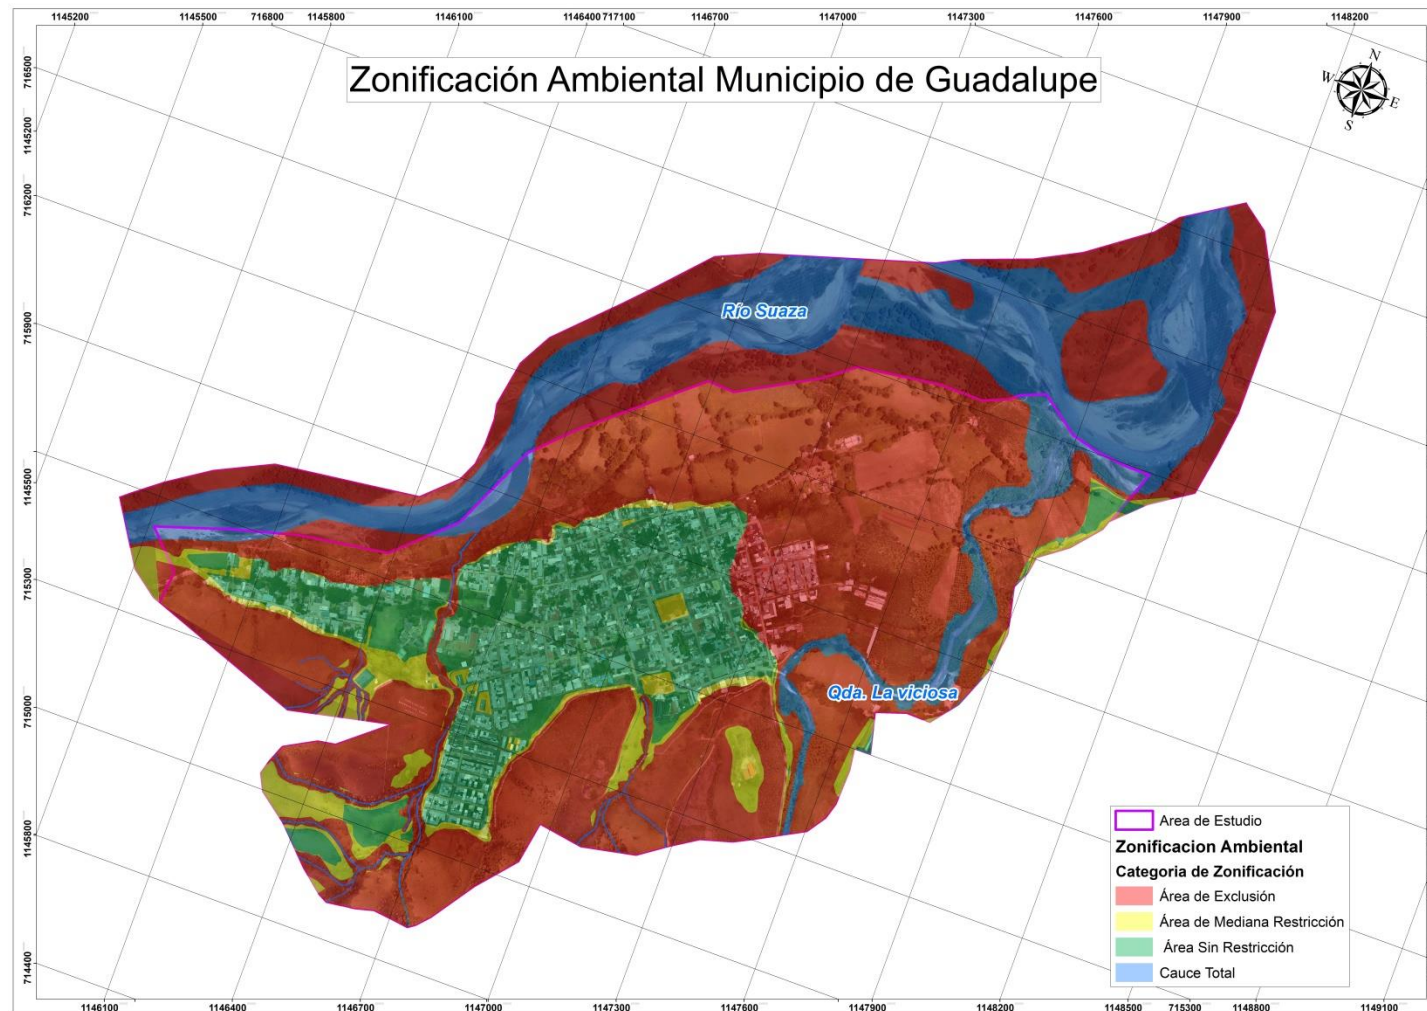 1145200 1145500 716800 1145800 1146100 1146400 717100 1146700 1147000 1147300 1147600 1147900 1148200
716500
1145200
716200
715900
1145500
715300
715000
1145800
714400
Zonificación Ambiental Municipio de Guadalupe
N
W
E
S
Río Suaza
Qda. La viciosa
Area de Estudio
Zonificacion Ambiental
Categoria de Zonificación
Área de Exclusión
Área de Mediana Restricción
Área Sin Restricción
Cauce Total
1146100 1146400 1146700 1147000 1147300 1147600 1147900 1148200 1148500 715300 1148800 1149100